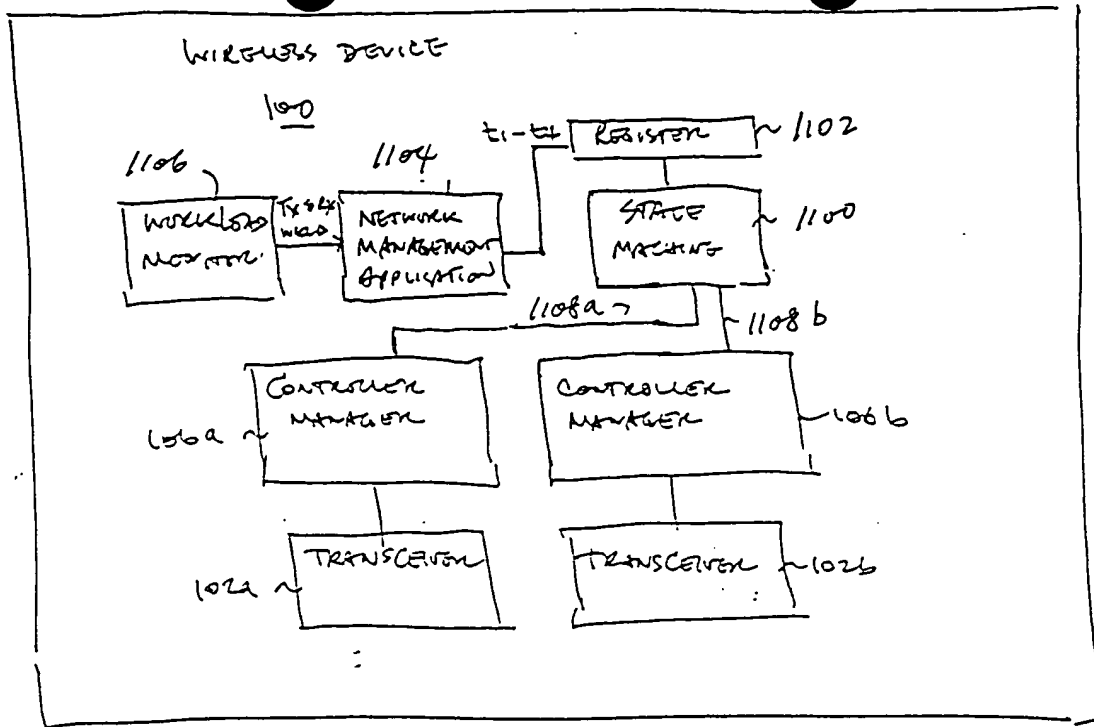 WIRELESS DEVICE
100
t1-t4
REGISTER
1102
1106
1104
WORKLOAD
MONITOR
Tx & Rx
NETWORK
MANAGEMENT
APPLICATION
STATE
MACHINE
1100
1108a
1108b
CONTROLLER
MANAGER
106a
CONTROLLER
MANAGER
106b
TRANSCEIVER
102a
TRANSCEIVER
102b